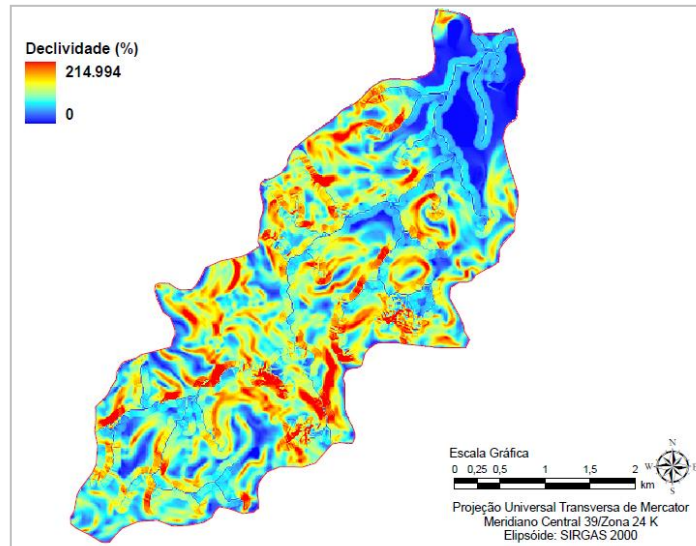 Declividade (%)
214.994
0
Escala Gráfica
0 0,25 0,5 1 1,5 2
km
N
W E
S
Projeção Universal Transversa de Mercator
Meridiano Central 39/Zona 24 K
Elipsóide: SIRGAS 2000